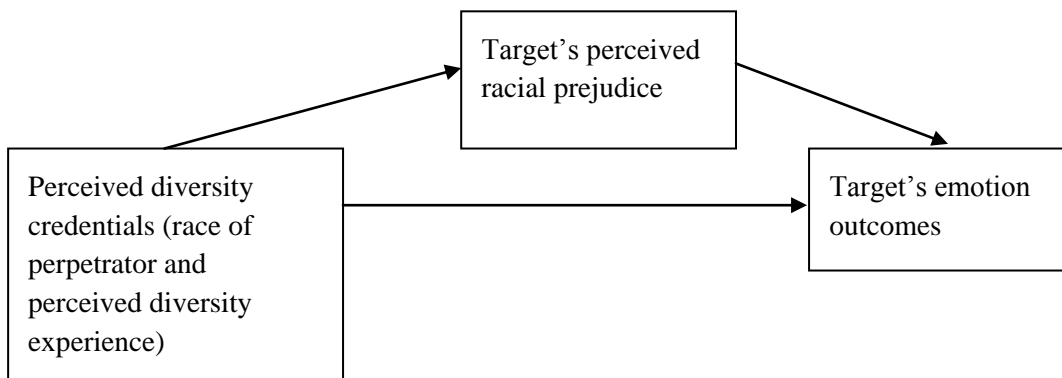 Target’s perceived
racial prejudice
Perceived diversity
credentials (race of
perpetrator and
perceived diversity
experience)
Target’s emotion
outcomes